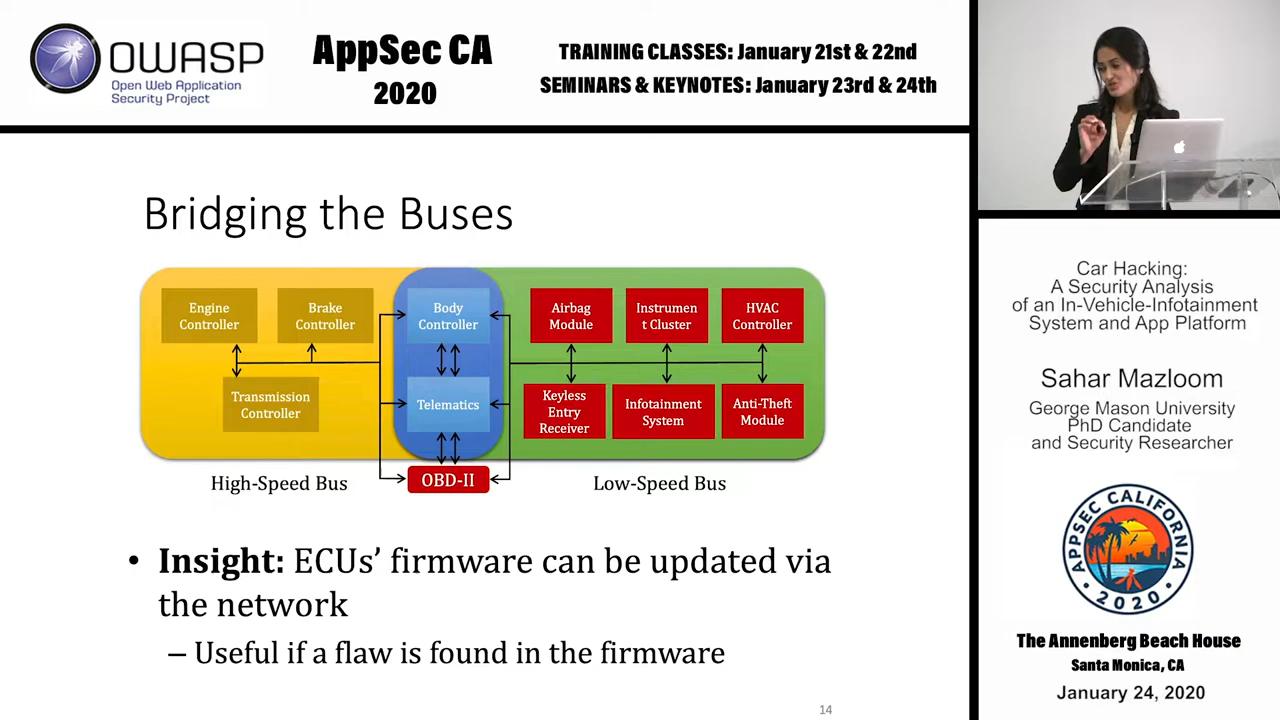 OWASP
Open Web Application
Security Project
AppSec CA
2020
TRAINING CLASSES: January 21st & 22nd
SEMINARS & KEYNOTES: January 23rd & 24th
Bridging the Buses
Engine
Controller
Brake
Controller
Body
Controller
Airbag
Module
Instrumen
t Cluster
HVAC
Controller
Transmission
Controller
Telematics
Keyless
Entry
Receiver
Infotainment
System
Anti-Theft
Module
High-Speed Bus
OBD-II
Low-Speed Bus
• Insight: ECUs’ firmware can be updated via
the network
– Useful if a flaw is found in the firmware
14
Car Hacking:
A Security Analysis
of an In-Vehicle-Infotainment
System and App Platform
Sahar Mazloom
George Mason University
PhD Candidate
and Security Researcher
APPSEC CALIFORNIA
• 2020 •
The Annenberg Beach House
Santa Monica, CA
January 24, 2020